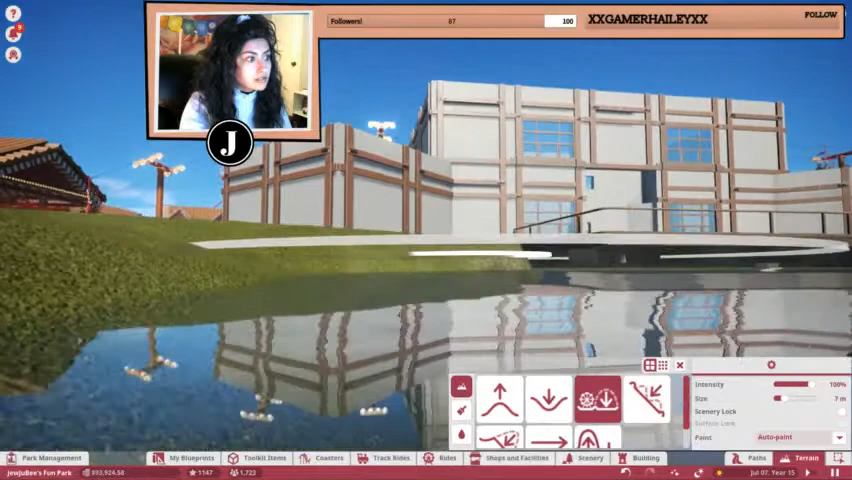 Followers! 87 100 XXGAMERHAILEYXX FOLLOW
?
9
J
Intensity 100%
Size 7 m
Scenery Lock
Surface Lock
Paint Auto-paint
Park Management My Blueprints Toolkit Items Coasters Track Rides Rides Shops and Facilities Scenery Building Paths Terrain
JewJuBee's Fun Park 1147 1,723 Jul 07, Year 15